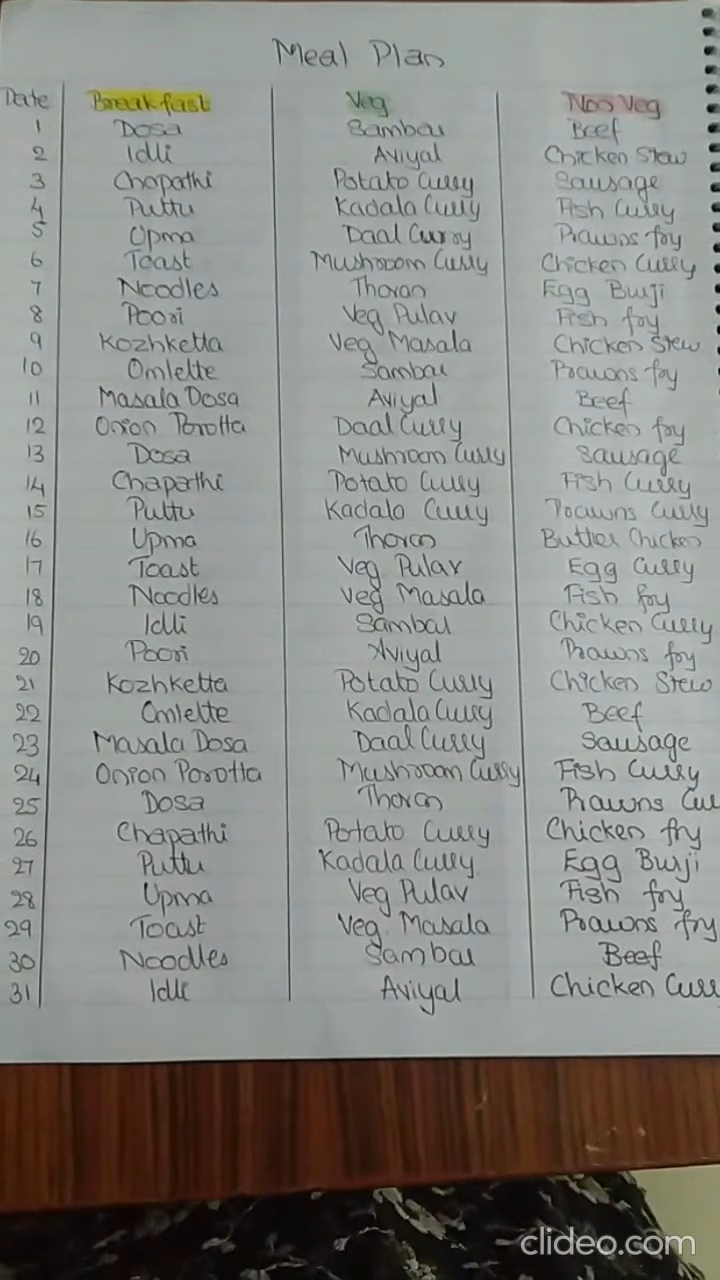 Meal Plan
Date Breakfast Veg Non Veg
1 Dosa Sambar Beef
2 Idli Aviyal Chicken Stew
3 Chapathi Potato Curry Sausage
4 Puttu Kadala Curry Fish Curry
5 Upma Daal Curry Prawns fry
6 Toast Mushroom Curry Chicken Curry
7 Noodles Thoran Egg Burji
8 Poori Veg Pulav Fish fry
9 Kozhketta Veg Masala Chicken Stew
10 Omlette Sambar Prawns fry
11 Masala Dosa Aviyal Beef
12 Onion Porotta Daal Curry Chicken fry
13 Dosa Mushroom Curry Sausage
14 Chapathi Potato Curry Fish Curry
15 Puttu Kadala Curry Prawns Curry
16 Upma Thoran Butter Chicken
17 Toast Veg Pulav Egg Curry
18 Noodles Veg Masala Fish fry
19 Idli Sambar Chicken Curry
20 Poori Aviyal Prawns fry
21 Kozhketta Potato Curry Chicken Stew
22 Omlette Kadala Curry Beef
23 Masala Dosa Daal Curry Sausage
24 Onion Porotta Mushroom Curry Fish Curry
25 Dosa Thoran Prawns Cur
26 Chapathi Potato Curry Chicken fry
27 Puttu Kadala Curry Egg Burji
28 Upma Veg Pulav Fish fry
29 Toast Veg. Masala Prawns fry
30 Noodles Sambar Beef
31 Idli Aviyal Chicken Curr
clideo.com